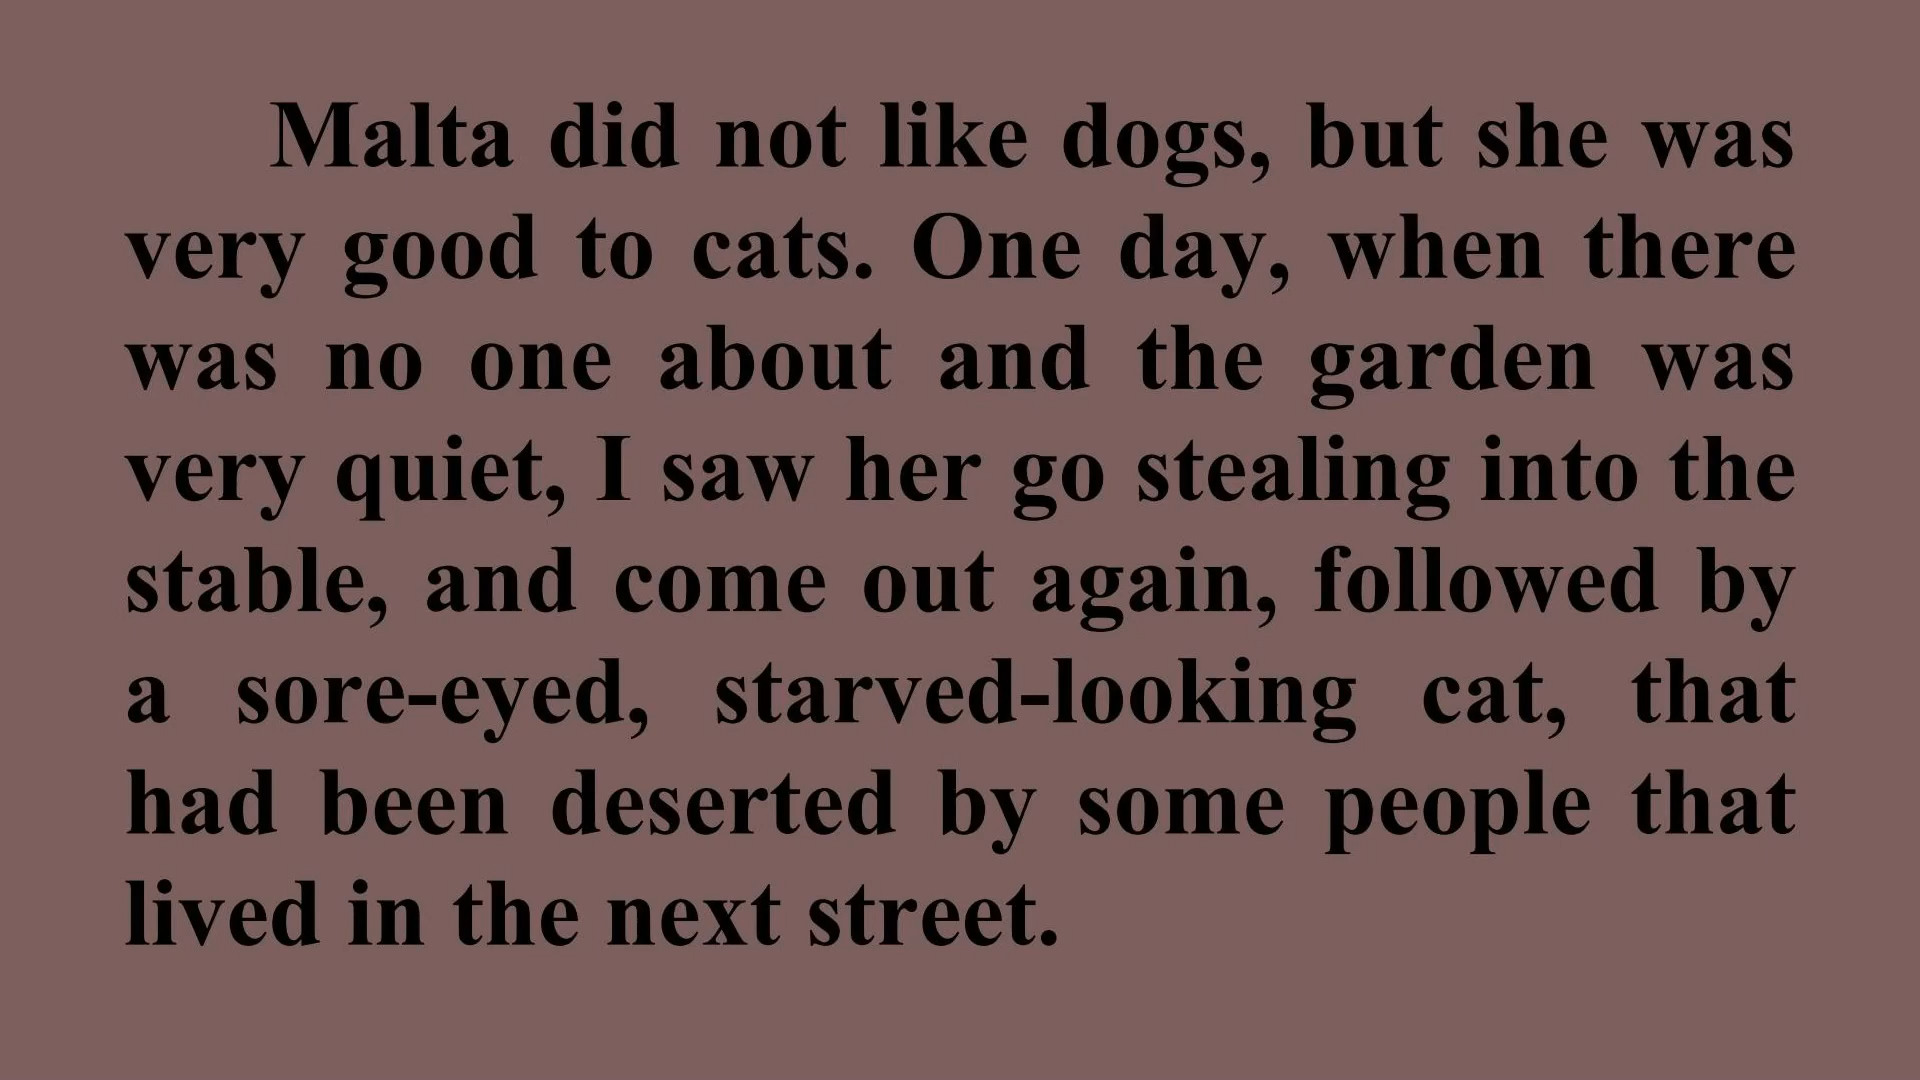 Malta did not like dogs, but she was
very good to cats. One day, when there
was no one about and the garden was
very quiet, I saw her go stealing into the
stable, and come out again, followed by
a sore-eyed, starved-looking cat, that
had been deserted by some people that
lived in the next street.